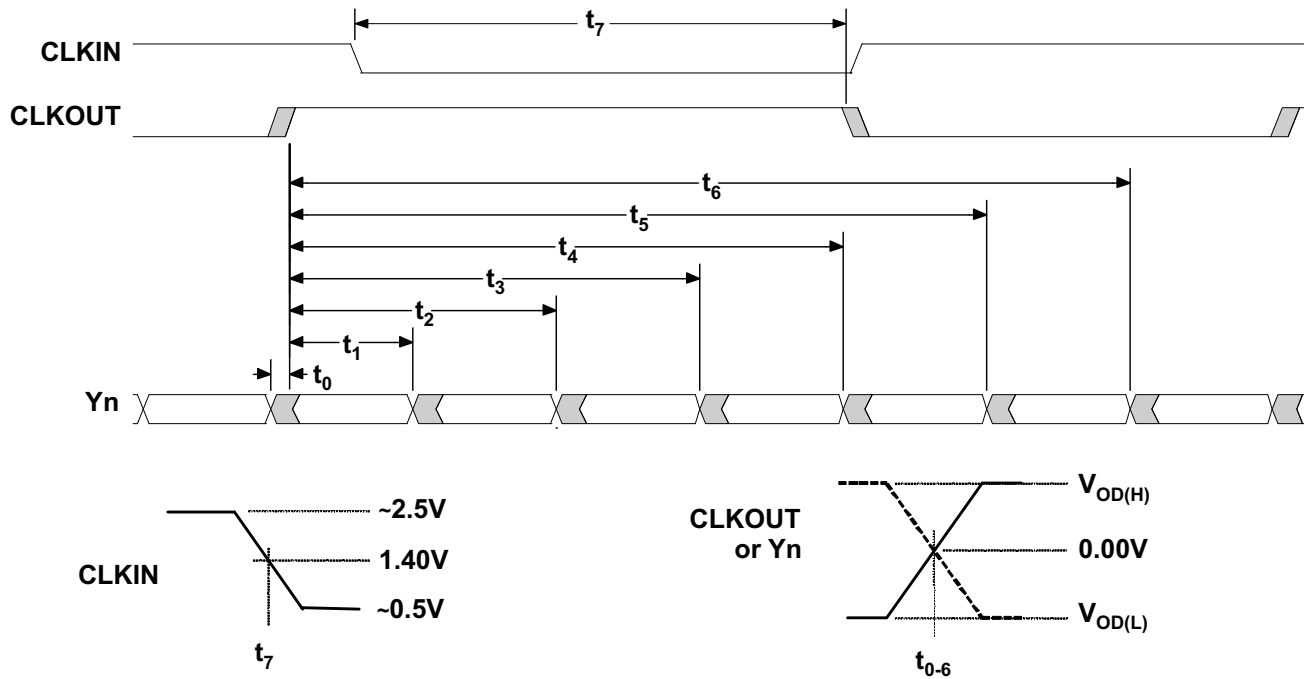 t7
CLKIN
CLKOUT
t6
t5
t4
t3
t2
t1
t0
Yn
~2.5V
1.40V
~0.5V
CLKIN
t7
CLKOUT
or Yn
VOD(H)
0.00V
VOD(L)
t0-6